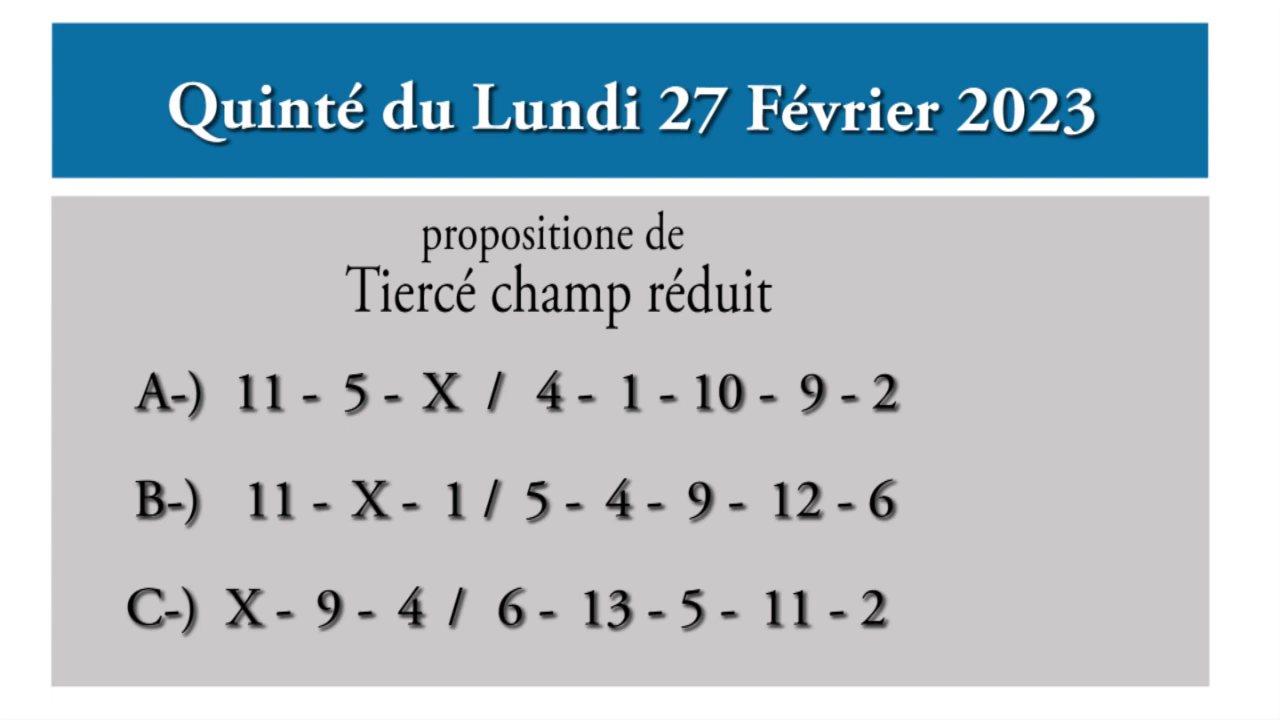 Quinté du Lundi 27 Février 2023
propositione de
Tiercé champ réduit
A-) 11 - 5 - X / 4 - 1 - 10 - 9 - 2
B-) 11 - X - 1 / 5 - 4 - 9 - 12 - 6
C-) X - 9 - 4 / 6 - 13 - 5 - 11 - 2